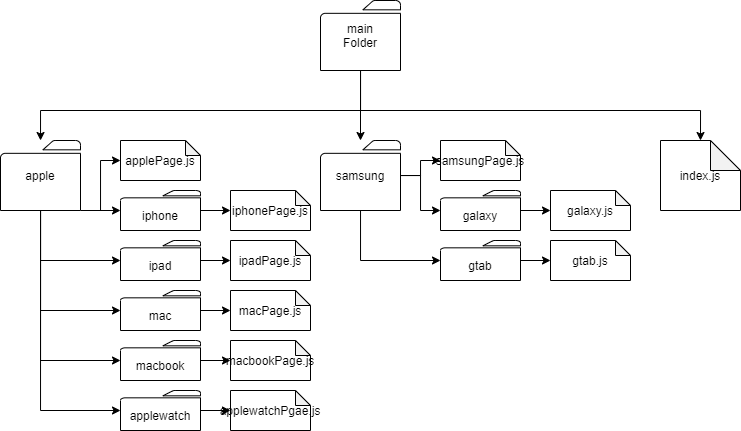 main
Folder
apple
applePage.js
samsung
samsungPage.js
index.js
iphone
iphonePage.js
galaxy
galaxy.js
ipad
ipadPage.js
gtab
gtab.js
mac
macPage.js
macbook
macbookPage.js
applewatch
applewatchPgae.js